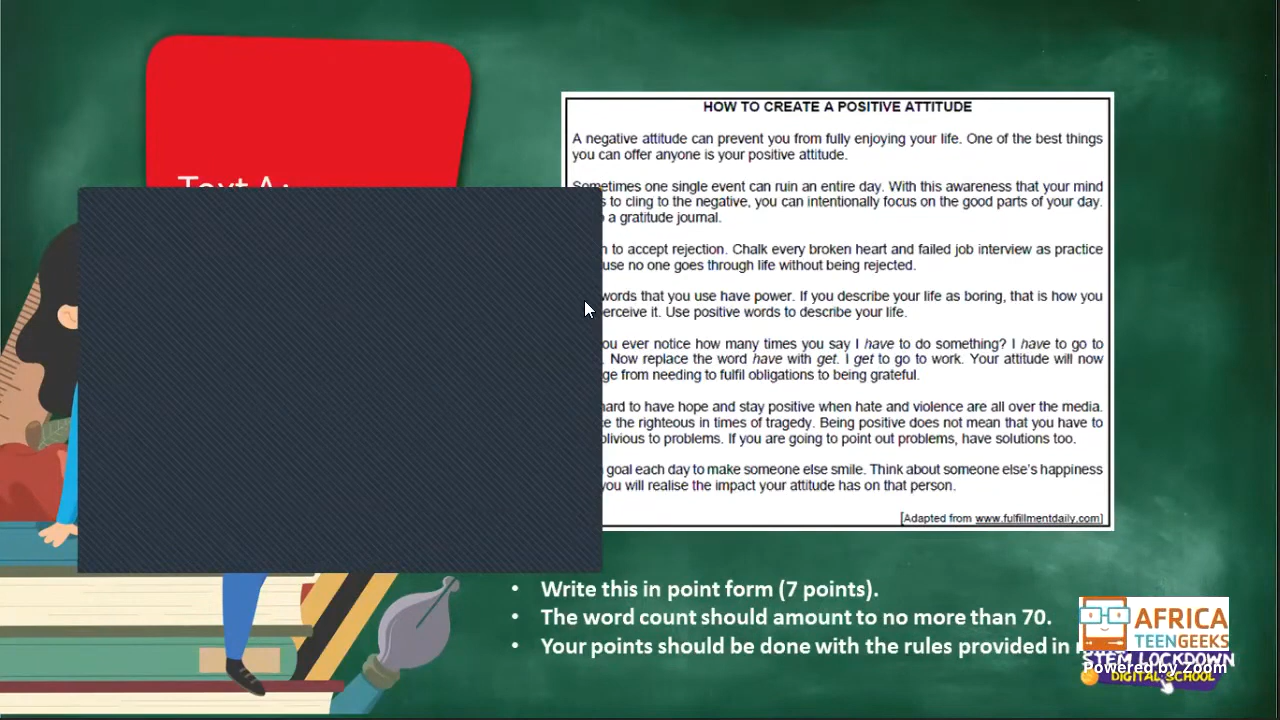 Text A:
HOW TO CREATE A POSITIVE ATTITUDE
A negative attitude can prevent you from fully enjoying your life. One of the best things
you can offer anyone is your positive attitude.
Sometimes one single event can ruin an entire day. With this awareness that your mind
to cling to the negative, you can intentionally focus on the good parts of your day.
a gratitude journal.
to accept rejection. Chalk every broken heart and failed job interview as practice
no one goes through life without being rejected.
words that you use have power. If you describe your life as boring, that is how you
perceive it. Use positive words to describe your life.
ever notice how many times you say I have to do something? I have to go to
Now replace the word have with get. I get to go to work. Your attitude will now
from needing to fulfil obligations to being grateful.
hard to have hope and stay positive when hate and violence are all over the media.
the righteous in times of tragedy. Being positive does not mean that you have to
oblivious to problems. If you are going to point out problems, have solutions too.
goal each day to make someone else smile. Think about someone else's happiness
you will realise the impact your attitude has on that person.
[Adapted from www.fulfillmentdaily.com]
• Write this in point form (7 points).
• The word count should amount to no more than 70.
• Your points should be done with the rules provided in
AFRICA
TEENGEEKS
STEM LOCKDOWN
DIGITAL SCHOOL
Powered by Zoom